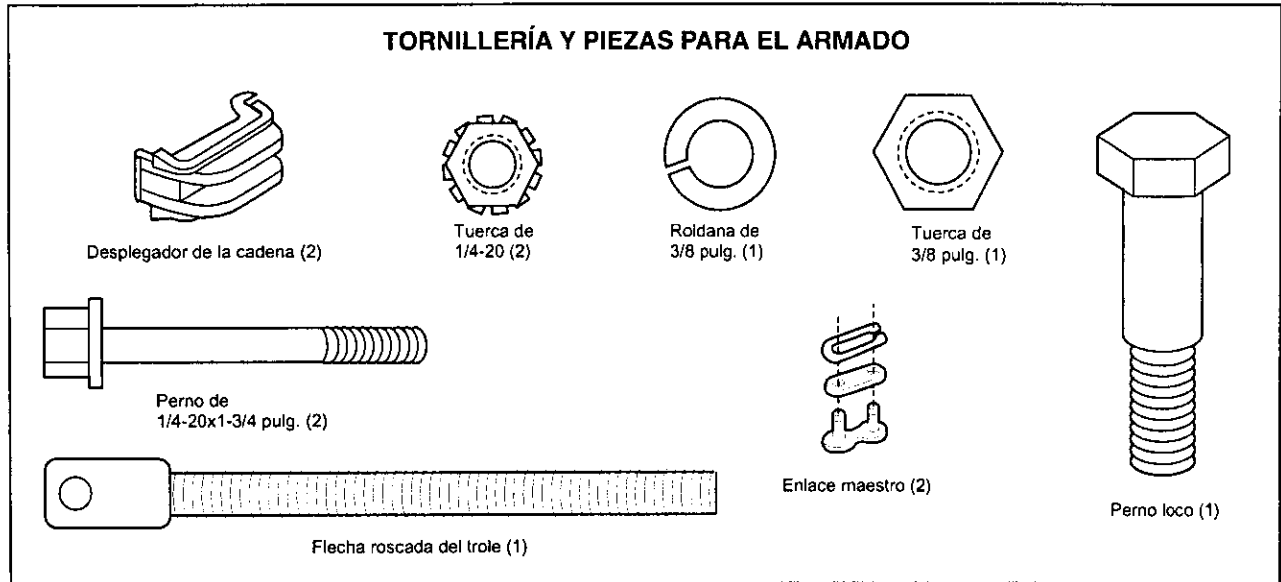 TORNILLERÍA Y PIEZAS PARA EL ARMADO
Desplegador de la cadena (2)
Tuerca de
1/4-20 (2)
Roldana de
3/8 pulg. (1)
Tuerca de
3/8 pulg. (1)
Perno de
1/4-20x1-3/4 pulg. (2)
Enlace maestro (2)
Perno loco (1)
Flecha roscada del trole (1)